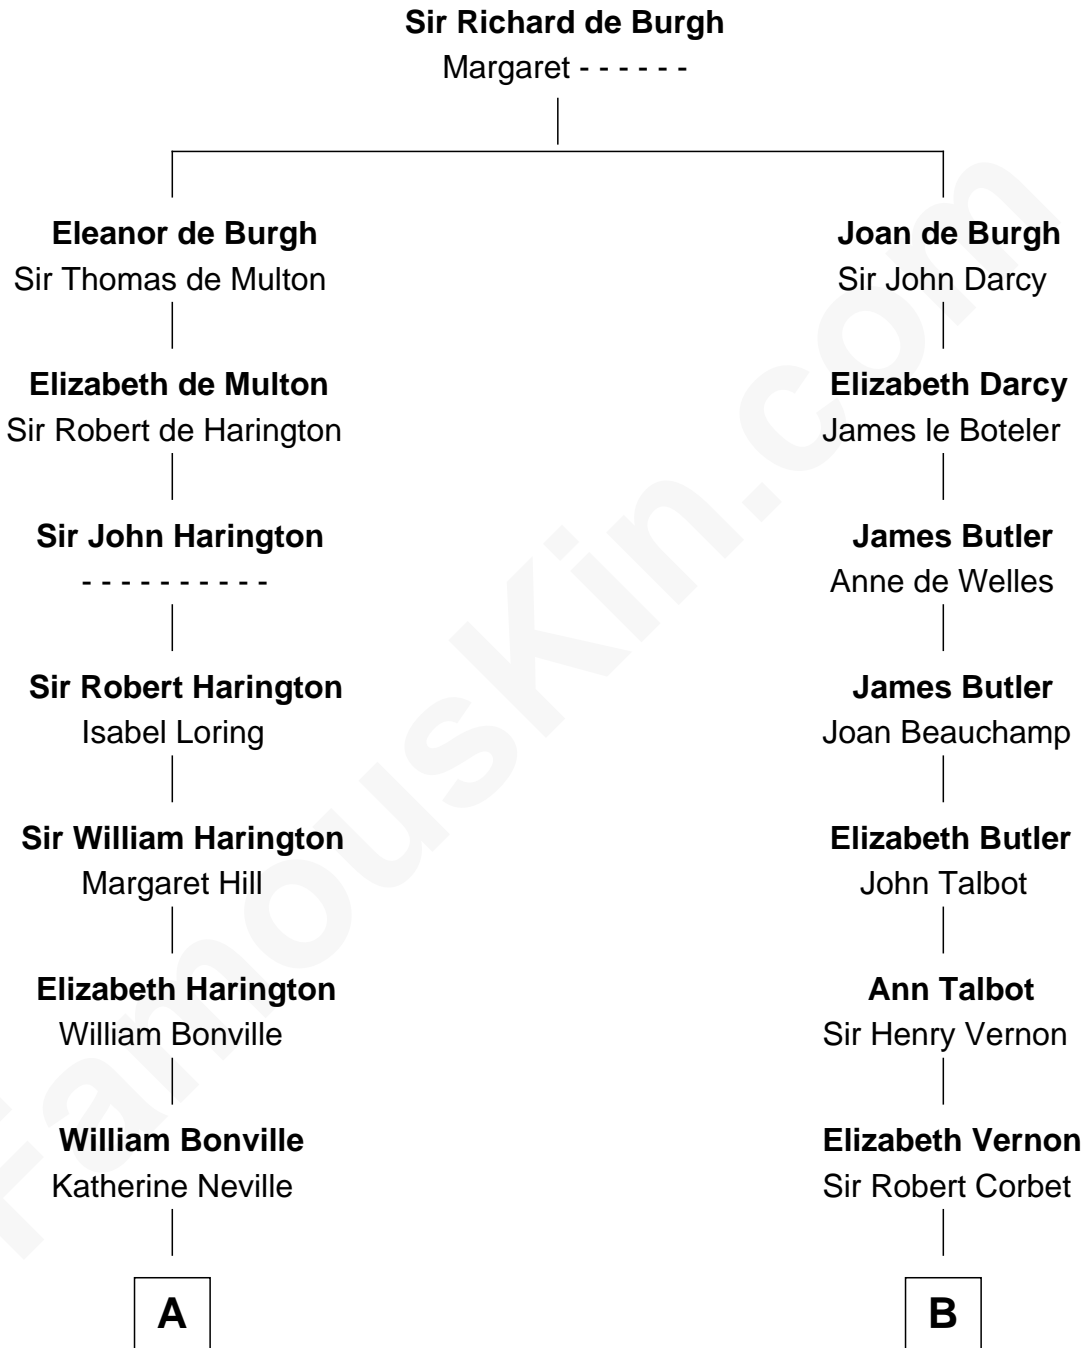 Sir Richard de Burgh
Margaret - - - - - -
Eleanor de Burgh
Sir Thomas de Multon
Joan de Burgh
Sir John Darcy
Elizabeth de Multon
Sir Robert de Harington
Elizabeth Darcy
James le Boteler
Sir John Harington
- - - - - - - - - -
James Butler
Anne de Welles
Sir Robert Harington
Isabel Loring
James Butler
Joan Beauchamp
Sir William Harington
Margaret Hill
Elizabeth Butler
John Talbot
Elizabeth Harington
William Bonville
Ann Talbot
Sir Henry Vernon
William Bonville
Katherine Neville
Elizabeth Vernon
Sir Robert Corbet
A
B
FamousKin.com